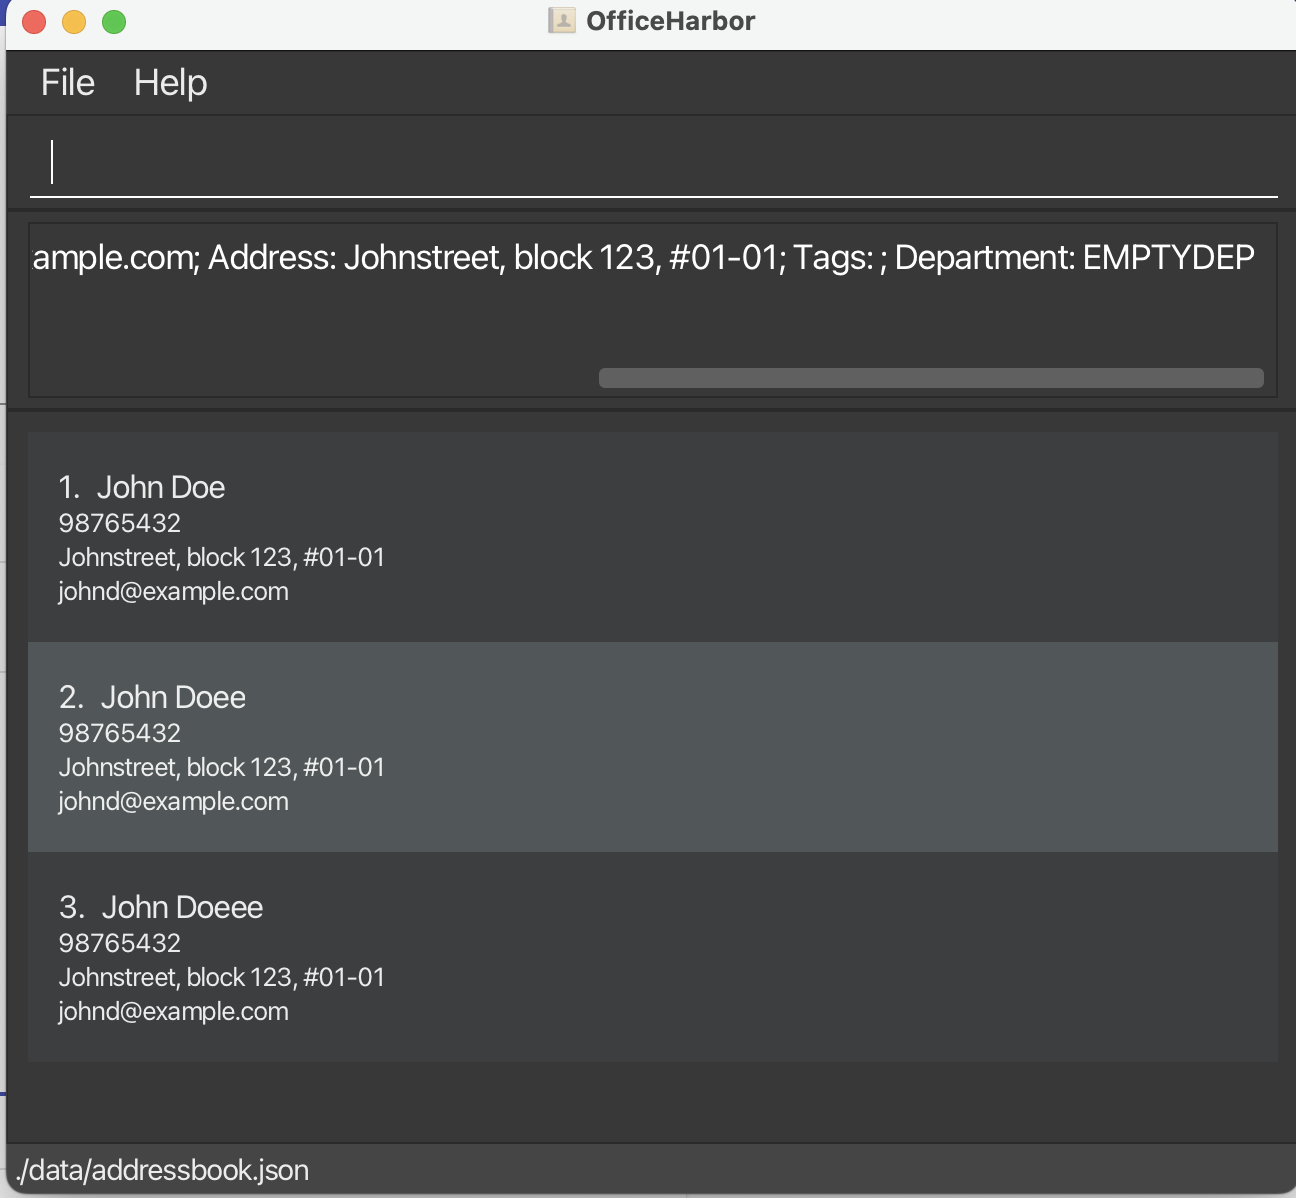 OfficeHarbor
File Help
ample.com; Address: Johnstreet, block 123, #01-01; Tags: ; Department: EMPTYDEP
1. John Doe
98765432
Johnstreet, block 123, #01-01
johnd@example.com
2. John Doee
98765432
Johnstreet, block 123, #01-01
johnd@example.com
3. John Doeee
98765432
Johnstreet, block 123, #01-01
johnd@example.com
./data/addressbook.json